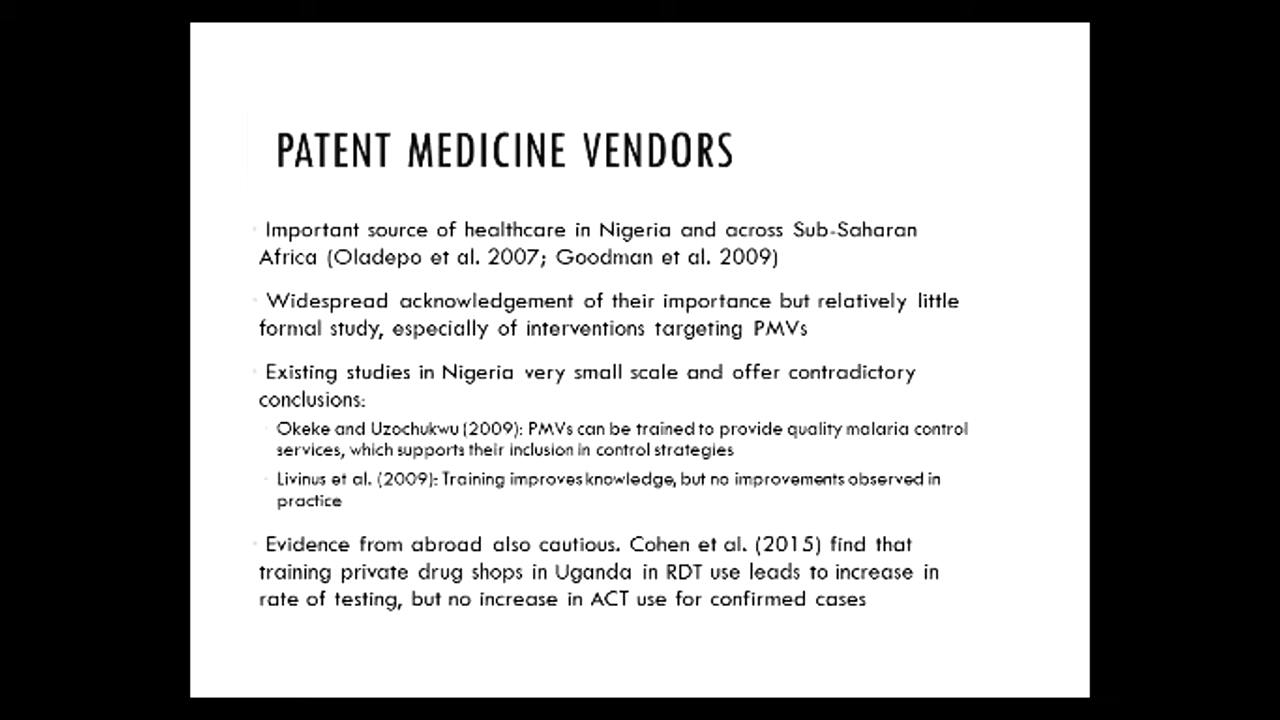 PATENT MEDICINE VENDORS
Important source of healthcare in Nigeria and across Sub-Saharan
Africa (Oladepo et al. 2007; Goodman et al. 2009)
Widespread acknowledgement of their importance but relatively little
formal study, especially of interventions targeting PMVs
Existing studies in Nigeria very small scale and offer contradictory
conclusions:
Okeke and Uzochukwu (2009): PMVs can be trained to provide quality malaria control
services, which supports their inclusion in control strategies
Livinus et al. (2009): Training improves knowledge, but no improvements observed in
practice
Evidence from abroad also cautious. Cohen et al. (2015) find that
training private drug shops in Uganda in RDT use leads to increase in
rate of testing, but no increase in ACT use for confirmed cases